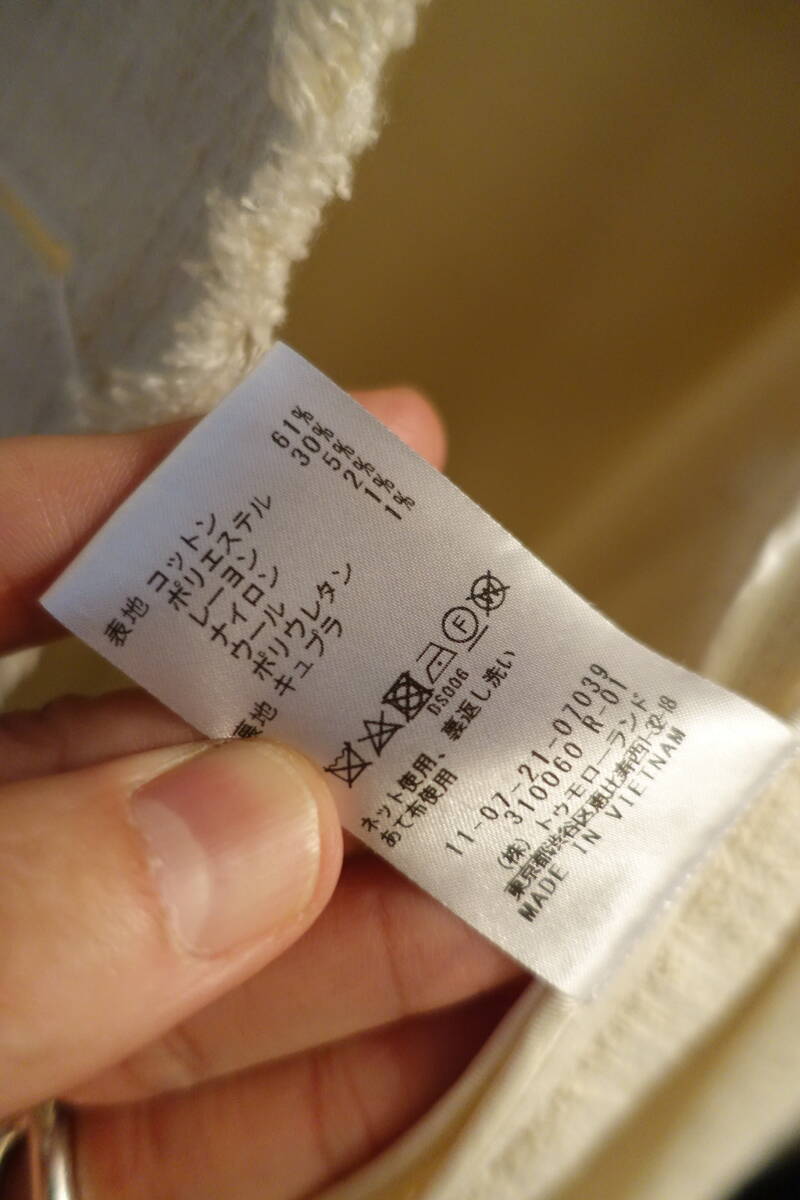 表地 コットン 61%
ポリエステル 30%
レーヨン 5%
ナイロン 2%
ウール 1%
ポリウレタン 1%
裏地 キュプラ
F
W
DS006
ネット使用、裏返し洗い
あて布使用
11-07-21-07039
310060 R-01
(株) トゥモローランド
東京都渋谷区恵比寿西1-32-18
MADE IN VIETNAM